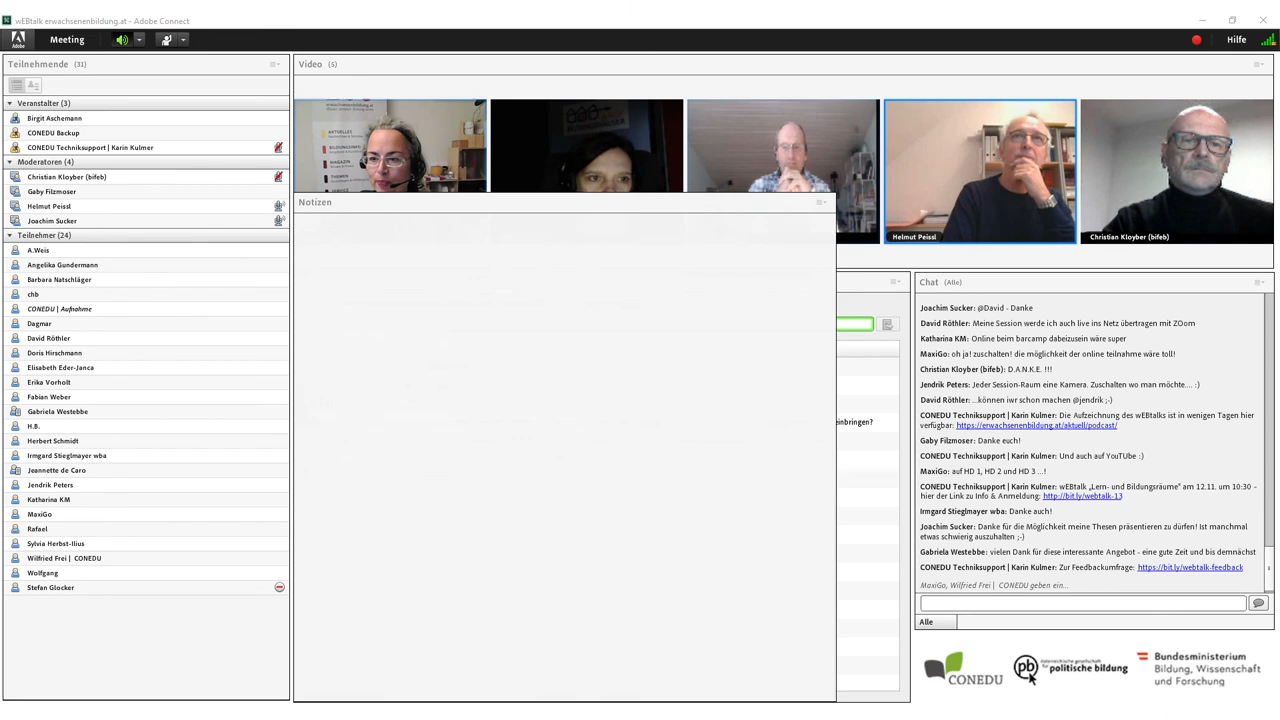 wEBtalk erwachsenenbildung.at - Adobe Connect
Adobe
Meeting
Hilfe
Teilnehmende (31)
Veranstalter (3)
Birgit Aschemann
CONEDU Backup
CONEDU Techniksupport | Karin Kulmer
Moderatoren (4)
Christian Kloyber (bifeb)
Gaby Filzmoser
Helmut Peissl
Joachim Sucker
Teilnehmer (24)
A.Weis
Angelika Gundermann
Barbara Natschläger
chb
CONEDU | Aufnahme
Dagmar
David Röthler
Doris Hirschmann
Elisabeth Eder-Janca
Erika Vorholt
Fabian Weber
Gabriela Westebbe
H.B.
Herbert Schmidt
Irmgard Stieglmayer wba
Jeannette de Caro
Jendrik Peters
Katharina KM
MaxiGo
Rafael
Sylvia Herbst-Ilius
Wilfried Frei | CONEDU
Wolfgang
Stefan Glocker
Video (5)
erwachsenenbildung.at
AKTUELLES
BILDUNGSINFO
MAGAZIN
THEMEN
SERVICE
Helmut Peissl
Christian Kloyber (bifeb)
Notizen
einbringen?
Chat (Alle)
Joachim Sucker: @David - Danke
David Röthler: Meine Session werde ich auch live ins Netz übertragen mit ZOom
Katharina KM: Online beim barcamp dabeizusein wäre super
MaxiGo: oh ja! zuschalten! die möglichkeit der online teilnahme wäre toll!
Christian Kloyber (bifeb): D.A.N.K.E. !!!
Jendrik Peters: Jeder Session-Raum eine Kamera. Zuschalten wo man möchte.... :)
David Röthler: ...können iwr schon machen @jendrik ;-)
CONEDU Techniksupport | Karin Kulmer: Die Aufzeichnung des wEBtalks ist in wenigen Tagen hier
verfügbar: https://erwachsenenbildung.at/aktuell/podcast/
Gaby Filzmoser: Danke euch!
CONEDU Techniksupport | Karin Kulmer: Und auch auf YouTUbe :)
MaxiGo: auf HD 1, HD 2 und HD 3 ...!
CONEDU Techniksupport | Karin Kulmer: wEBtalk „Lern- und Bildungsräume" am 12.11. um 10:30 –
hier der Link zu Info & Anmeldung: http://bit.ly/webtalk-13
Irmgard Stieglmayer wba: Danke auch!
Joachim Sucker: Danke für die Möglichkeit meine Thesen präsentieren zu dürfen! Ist manchmal
etwas schwierig auszuhalten ;-)
Gabriela Westebbe: vielen Dank für diese interessante Angebot - eine gute Zeit und bis demnächst
CONEDU Techniksupport | Karin Kulmer: Zur Feedbackumfrage: https://bit.ly/webtalk-feedback
MaxiGo, Wilfried Frei | CONEDU geben ein...
Alle
CONEDU
pb
österreichische gesellschaft
für politische bildung
Bundesministerium
Bildung, Wissenschaft
und Forschung